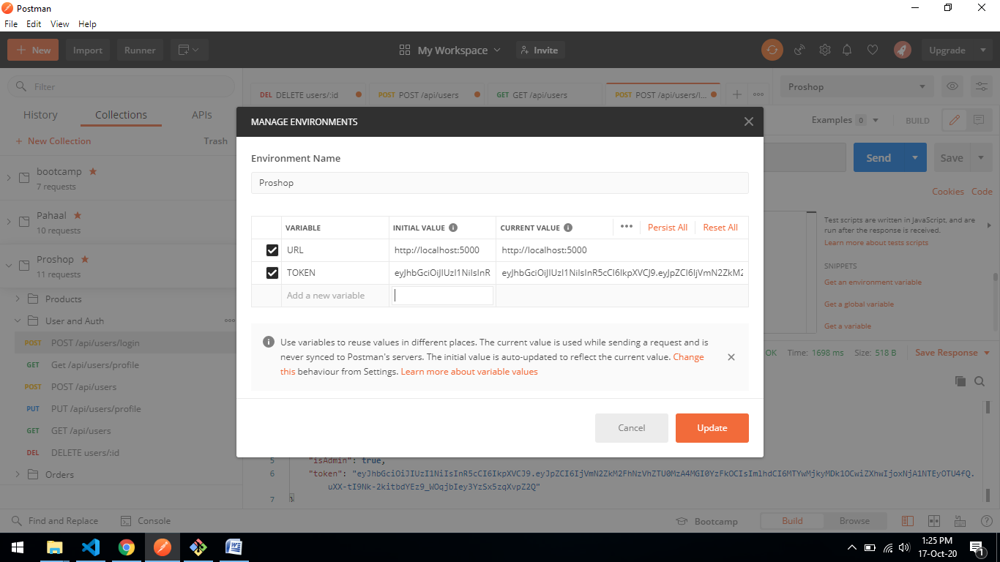 Postman
File Edit View Help
New Import Runner My Workspace Invite Upgrade
Filter
History Collections APIs
+ New Collection Trash
bootcamp
7 requests
Pahaal
10 requests
Proshop
11 requests
Products
User and Auth
POST POST /api/users/login
GET Get /api/users/profile
POST POST /api/users
PUT PUT /api/users/profile
GET GET /api/users
DEL DELETE users/:id
Orders
DEL DELETE users/:id POST POST /api/users GET GET /api/users POST POST /api/users/l...
Proshop
Examples 0 BUILD
Send Save
Cookies Code
Test scripts are written in JavaScript, and are
run after the response is received.
Learn more about tests scripts
SNIPPETS
Get an environment variable
Get a global variable
Get a variable
OK Time: 1698 ms Size: 518 B Save Response
MANAGE ENVIRONMENTS
Environment Name
Proshop
VARIABLE INITIAL VALUE CURRENT VALUE Persist All Reset All
URL http://localhost:5000 http://localhost:5000
TOKEN eyJhbGciOiJIUzI1NiIsInR eyJhbGciOiJIUzI1NiIsInR5cCI6IkpXVCJ9.eyJpZCI6IjVmN2ZkM2
Add a new variable
Use variables to reuse values in different places. The current value is used while sending a request and is
never synced to Postman's servers. The initial value is auto-updated to reflect the current value. Change
this behaviour from Settings. Learn more about variable values
Cancel Update
5 "isAdmin": true,
6 "token": "eyJhbGciOiJIUzI1NiIsInR5cCI6IkpXVCJ9.eyJpZCI6IjVmN2ZkM2FhNzVhZTU0MzA4MGI0YzFkOCIsImlhdCI6MTYwMjkyMDk1OCwiZXhwIjoxNjA1NTEyOTU4fQ.
uXX-tI9Nk-2kitbdYEz9_WOqjbIey3YzSx5zqXvpZ2Q"
7 }
Find and Replace Console Bootcamp Build Browse
1:25 PM
17-Oct-20
1